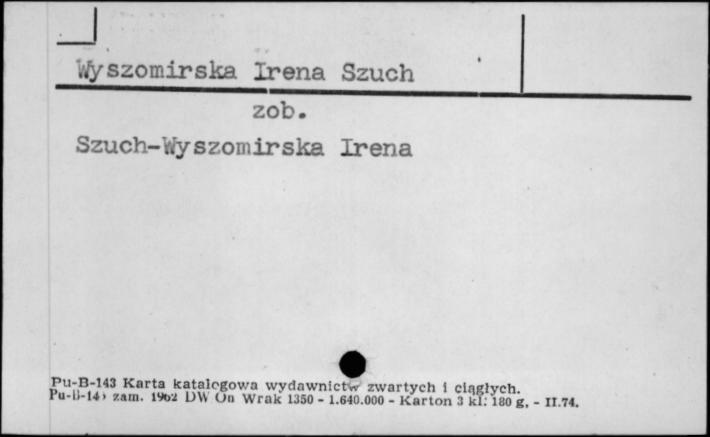 Wyszomirska Irena Szuch
zob.
Szuch-Wyszomirska Irena
Pu-B-143 Karta katalogowa wydawnictw zwartych i ciągłych.
zam. 1962 DW Wrak 1350 - 1.640.000 - Karton 3 kl. 180 g. - II.74.